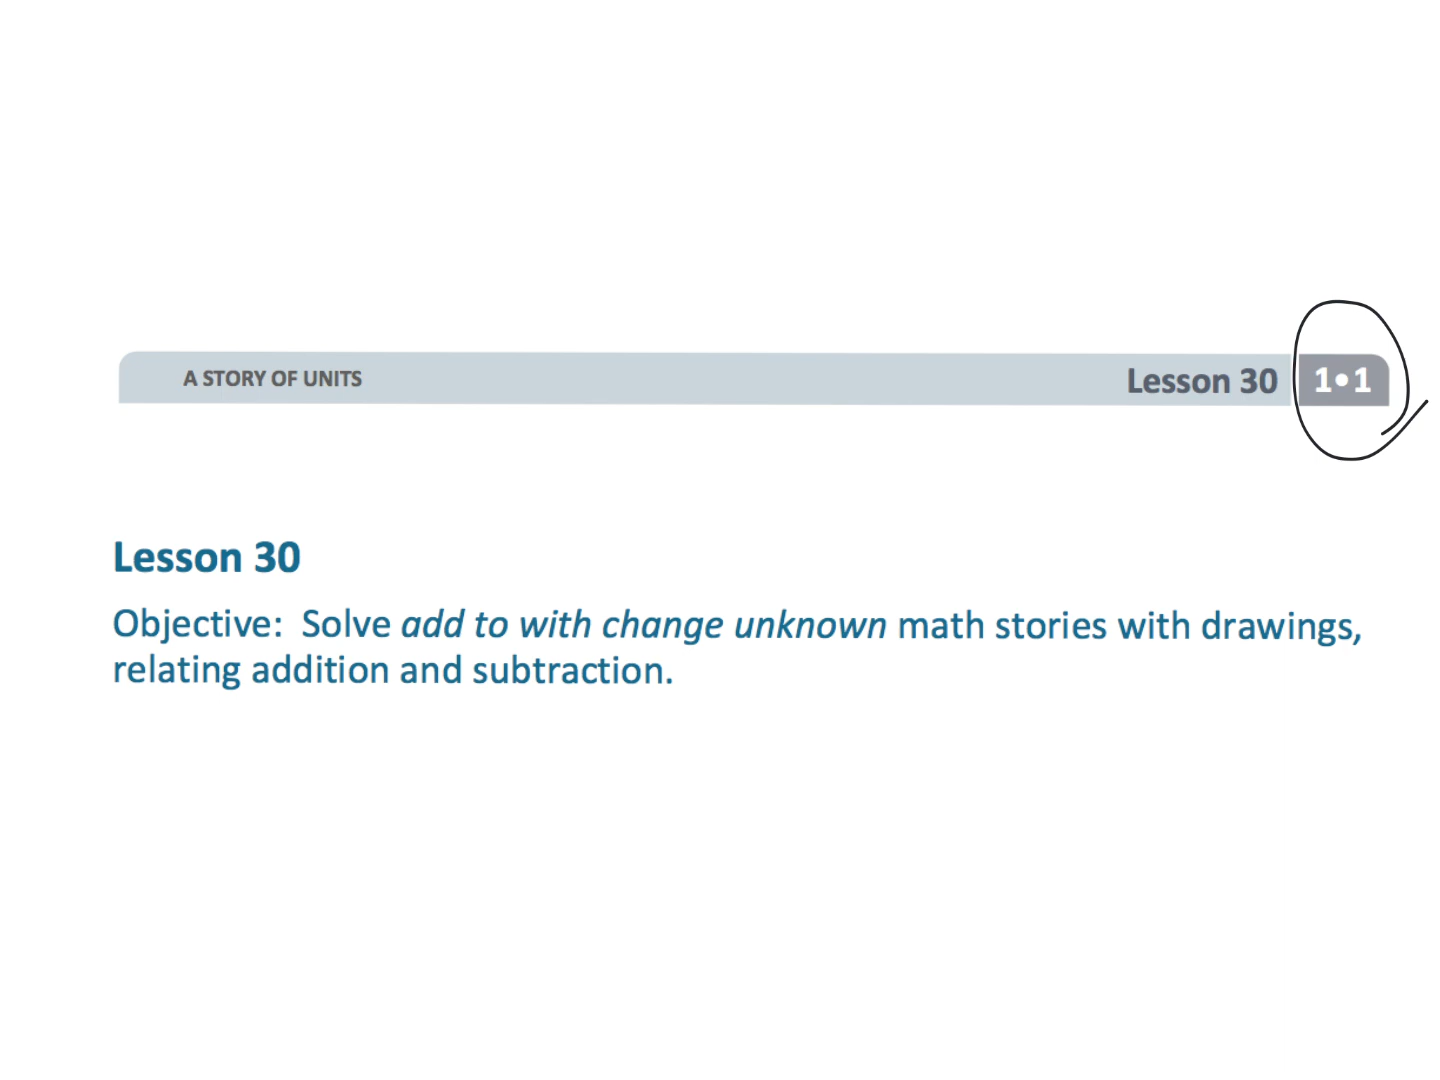 A STORY OF UNITS
Lesson 30
1•1
Lesson 30
Objective: Solve add to with change unknown math stories with drawings,
relating addition and subtraction.